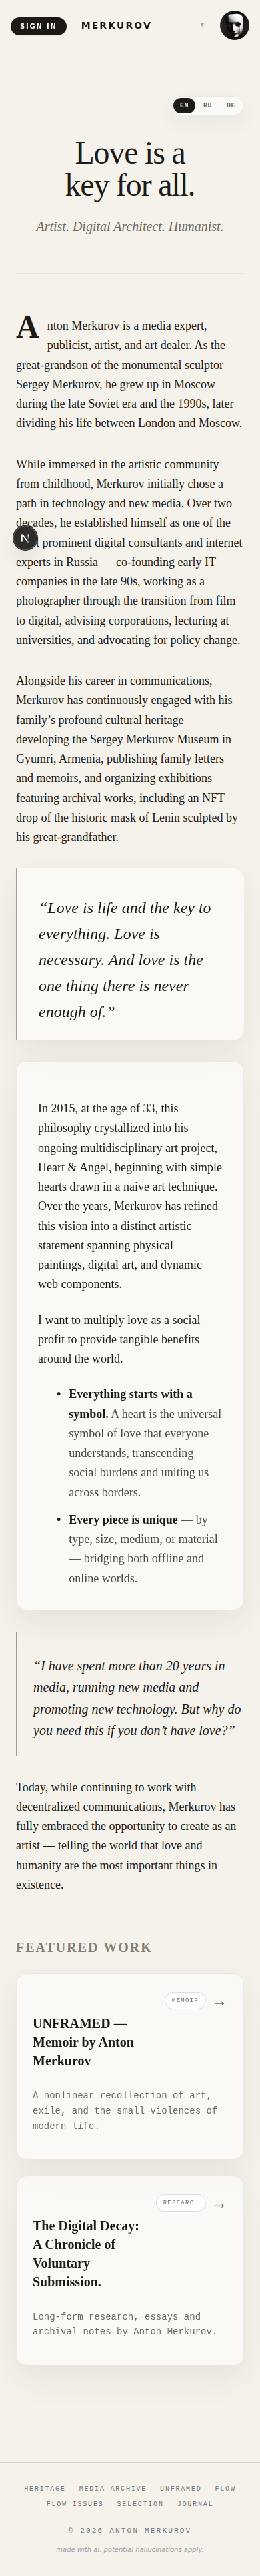 SIGN IN MERKUROV
EN RU DE
Love is a
key for all.
Artist. Digital Architect. Humanist.
Anton Merkurov is a media expert,
publicist, artist, and art dealer. As the
great-grandson of the monumental sculptor
Sergey Merkurov, he grew up in Moscow
during the late Soviet era and the 1990s, later
dividing his life between London and Moscow.
While immersed in the artistic community
from childhood, Merkurov initially chose a
path in technology and new media. Over two
decades, he established himself as one of the
prominent digital consultants and internet
experts in Russia — co-founding early IT
companies in the late 90s, working as a
photographer through the transition from film
to digital, advising corporations, lecturing at
universities, and advocating for policy change.
Alongside his career in communications,
Merkurov has continuously engaged with his
family’s profound cultural heritage —
developing the Sergey Merkurov Museum in
Gyumri, Armenia, publishing family letters
and memoirs, and organizing exhibitions
featuring archival works, including an NFT
drop of the historic mask of Lenin sculpted by
his great-grandfather.
“Love is life and the key to
everything. Love is
necessary. And love is the
one thing there is never
enough of.”
In 2015, at the age of 33, this
philosophy crystallized into his
ongoing multidisciplinary art project,
Heart & Angel, beginning with simple
hearts drawn in a naive art technique.
Over the years, Merkurov has refined
this vision into a distinct artistic
statement spanning physical
paintings, digital art, and dynamic
web components.
I want to multiply love as a social
profit to provide tangible benefits
around the world.
• Everything starts with a
symbol. A heart is the universal
symbol of love that everyone
understands, transcending
social burdens and uniting us
across borders.
• Every piece is unique — by
type, size, medium, or material
— bridging both offline and
online worlds.
“I have spent more than 20 years in
media, running new media and
promoting new technology. But why do
you need this if you don’t have love?”
Today, while continuing to work with
decentralized communications, Merkurov has
fully embraced the opportunity to create as an
artist — telling the world that love and
humanity are the most important things in
existence.
FEATURED WORK
MEMOIR →
UNFRAMED —
Memoir by Anton
Merkurov
A nonlinear recollection of art,
exile, and the small violences of
modern life.
RESEARCH →
The Digital Decay:
A Chronicle of
Voluntary
Submission.
Long-form research, essays and
archival notes by Anton Merkurov.
HERITAGE MEDIA ARCHIVE UNFRAMED FLOW
FLOW ISSUES SELECTION JOURNAL
© 2026 ANTON MERKUROV
made with ai. potential hallucinations apply.